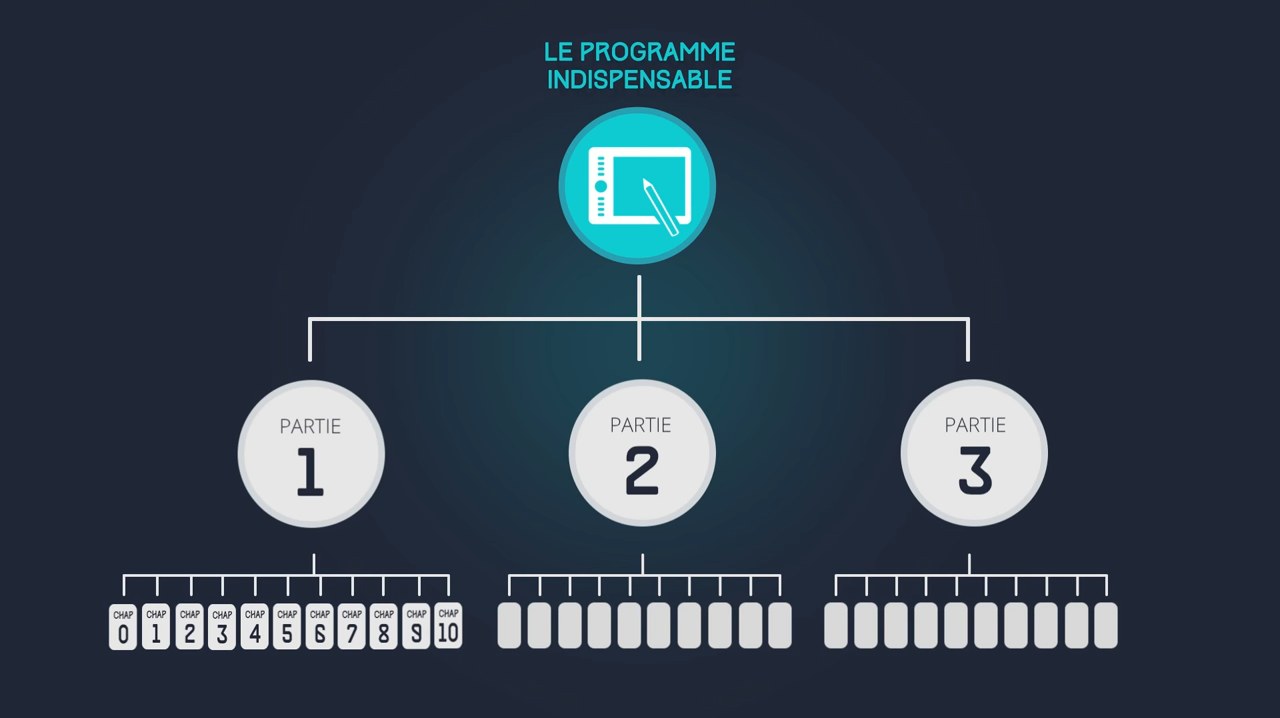 LE PROGRAMME
INDISPENSABLE
PARTIE
1
PARTIE
2
PARTIE
3
CHAP
0
CHAP
1
CHAP
2
CHAP
3
CHAP
4
CHAP
5
CHAP
6
CHAP
7
CHAP
8
CHAP
9
CHAP
10